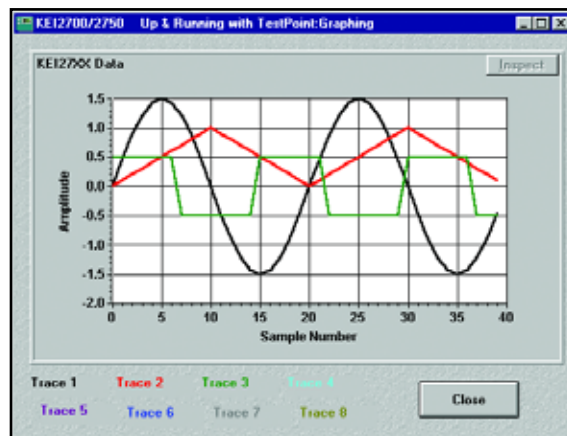 KEI2700/2750 Up & Running with TestPoint:Graphing
KEI27XX Data
Inspect
1.5
1.0
0.5
0.0
-0.5
-1.0
-1.5
-2.0
Amplitude
0 5 10 15 20 25 30 35 40
Sample Number
Trace 1 Trace 2 Trace 3 Trace 4
Trace 5 Trace 6 Trace 7 Trace 8
Close